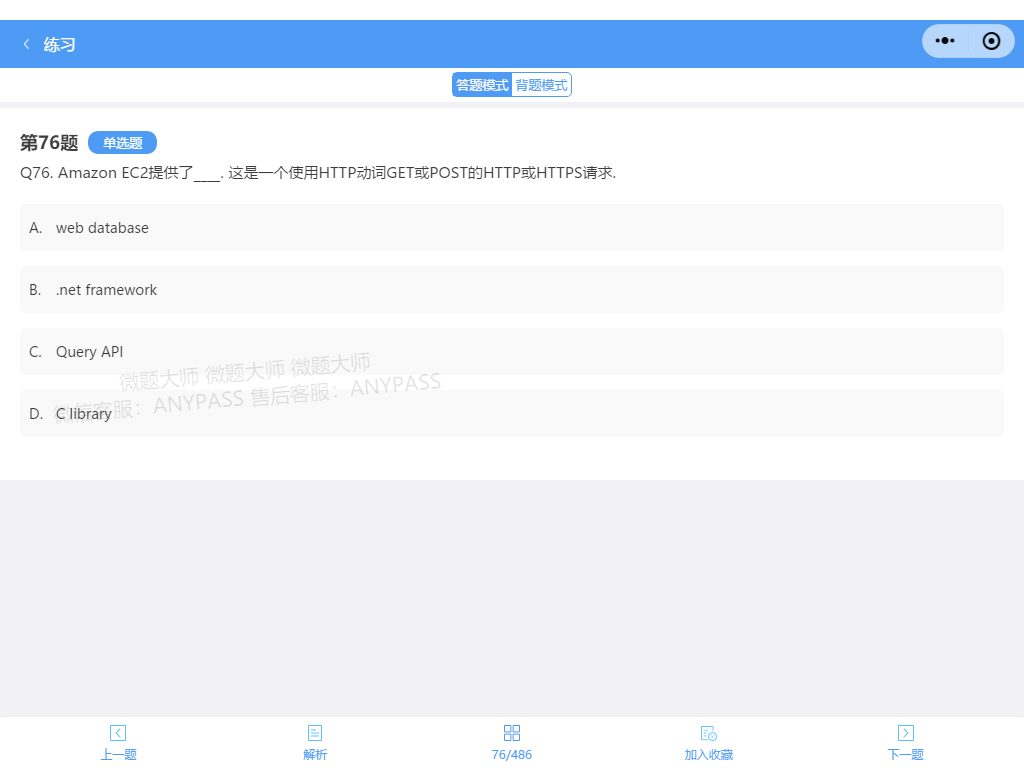 练习
答题模式 背题模式
第76题 单选题
Q76. Amazon EC2提供了____. 这是一个使用HTTP动词GET或POST的HTTP或HTTPS请求.
A. web database
B. .net framework
C. Query API
微题大师 微题大师 微题大师
微信客服：ANYPASS 售后客服：ANYPASS
D. C library
上一题 解析 76/486 加入收藏 下一题